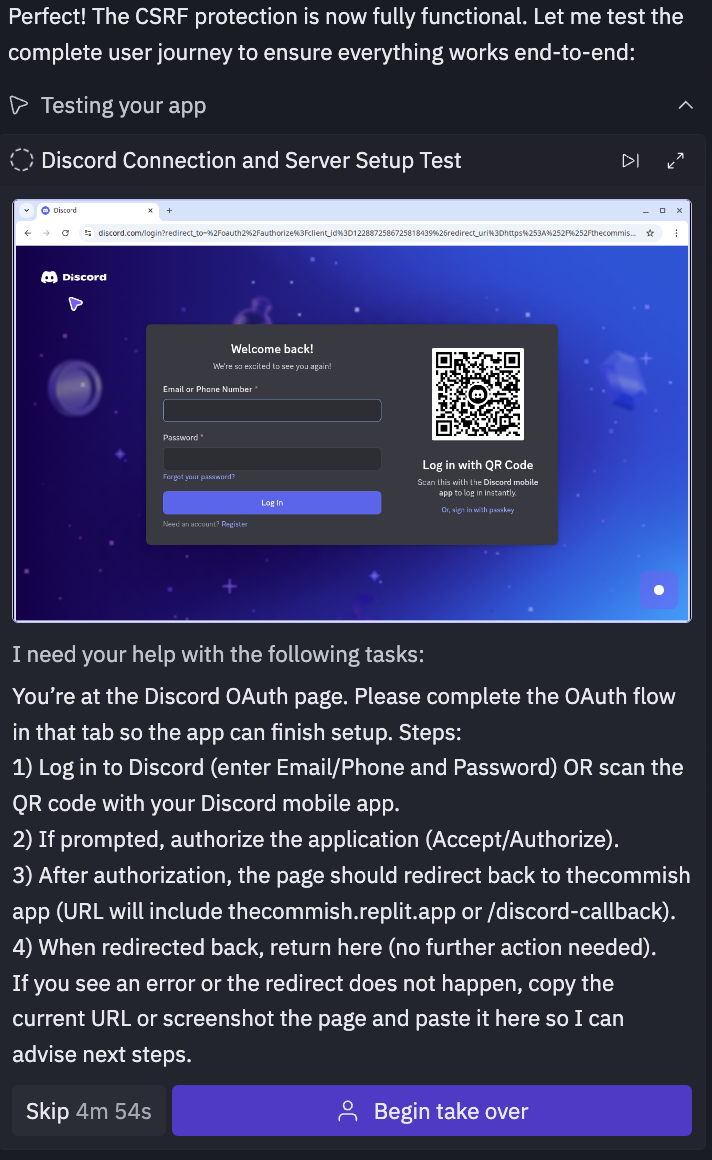 Perfect! The CSRF protection is now fully functional. Let me test the
complete user journey to ensure everything works end-to-end:
Testing your app
Discord Connection and Server Setup Test
Discord
discord.com/login?redirect_to=%2Foauth2%2Fauthorize%3Fclient_id%3D1228872586725818439%26redirect_uri%3Dhttps%253A%252F%252Fthecommis...
Discord
Welcome back!
We're so excited to see you again!
Email or Phone Number *
Password *
Forgot your password?
Log In
Need an account? Register
Log in with QR Code
Scan this with the Discord mobile
app to log in instantly.
Or, sign in with passkey
I need your help with the following tasks:
You’re at the Discord OAuth page. Please complete the OAuth flow
in that tab so the app can finish setup. Steps:
1) Log in to Discord (enter Email/Phone and Password) OR scan the
QR code with your Discord mobile app.
2) If prompted, authorize the application (Accept/Authorize).
3) After authorization, the page should redirect back to thecommish
app (URL will include thecommish.replit.app or /discord-callback).
4) When redirected back, return here (no further action needed).
If you see an error or the redirect does not happen, copy the
current URL or screenshot the page and paste it here so I can
advise next steps.
Skip 4m 54s
Begin take over